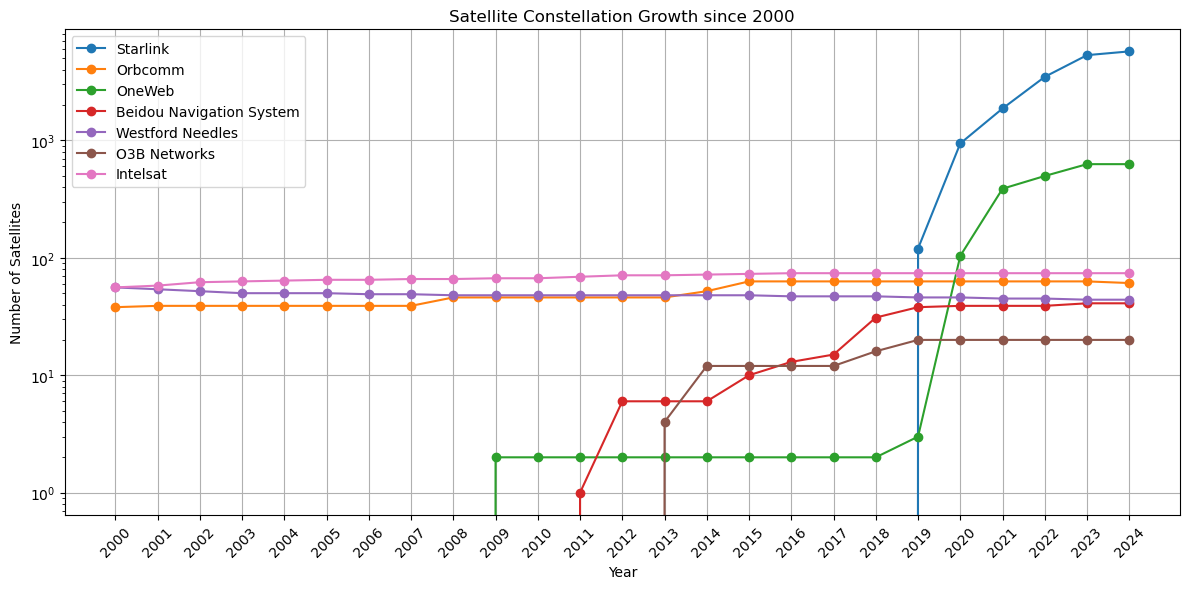 Satellite Constellation Growth since 2000
Starlink
Orbcomm
OneWeb
Beidou Navigation System
Westford Needles
O3B Networks
Intelsat
Number of Satellites
10³
10²
10¹
10⁰
2000 2001 2002 2003 2004 2005 2006 2007 2008 2009 2010 2011 2012 2013 2014 2015 2016 2017 2018 2019 2020 2021 2022 2023 2024
Year